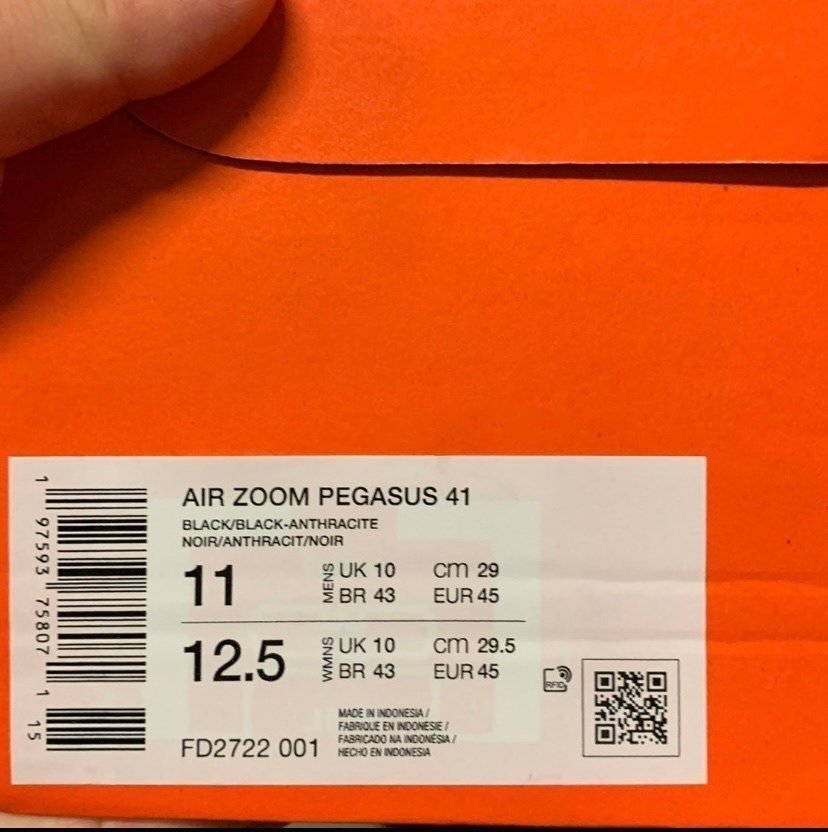 1 97593 75807 1 15
AIR ZOOM PEGASUS 41
BLACK/BLACK-ANTHRACITE
NOIR/ANTHRACIT/NOIR
11 MENS UK 10 CM 29
BR 43 EUR 45
12.5 WMNS UK 10 CM 29.5
BR 43 EUR 45
RFID
FD2722 001
MADE IN INDONESIA /
FABRIQUE EN INDONESIE /
FABRICADO NA INDONÉSIA /
HECHO EN INDONESIA